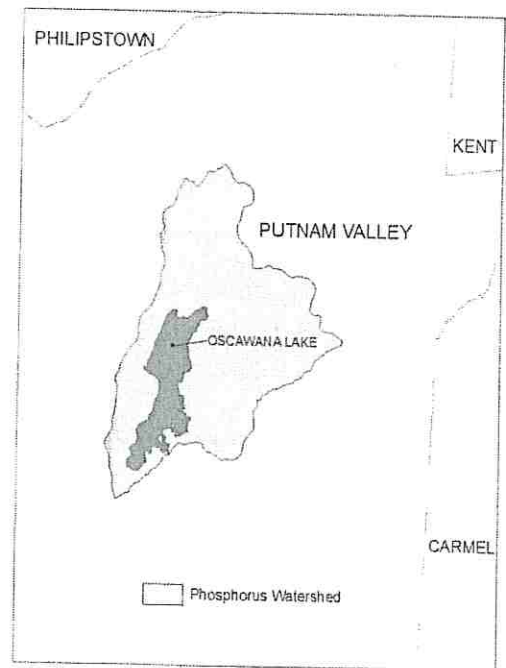 PHILIPSTOWN
KENT
PUTNAM VALLEY
OSCAWANA LAKE
CARMEL
Phosphorus Watershed